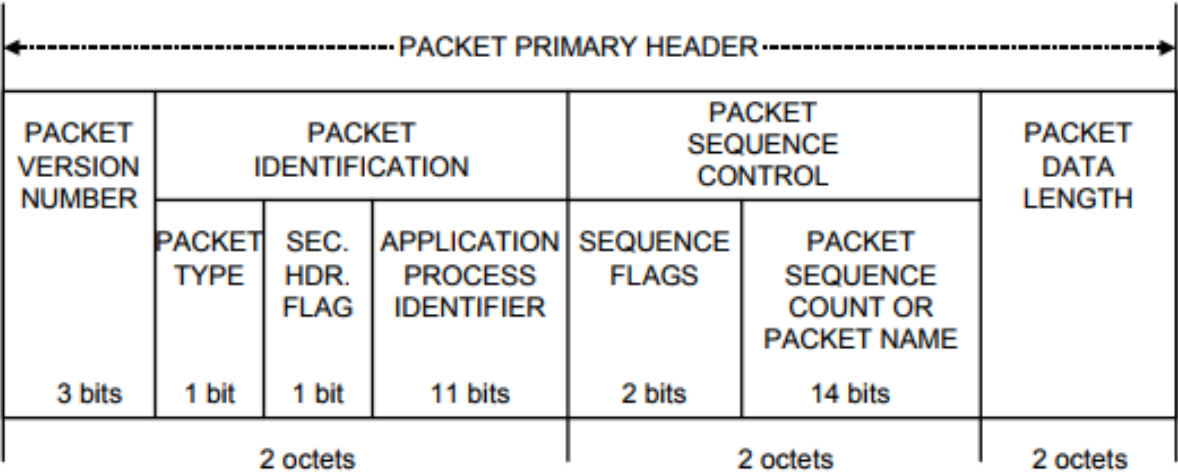 PACKET PRIMARY HEADER
PACKET
VERSION
NUMBER
3 bits
PACKET
IDENTIFICATION
PACKET
TYPE
1 bit
SEC.
HDR.
FLAG
1 bit
APPLICATION
PROCESS
IDENTIFIER
11 bits
PACKET
SEQUENCE
CONTROL
SEQUENCE
FLAGS
2 bits
PACKET
SEQUENCE
COUNT OR
PACKET NAME
14 bits
PACKET
DATA
LENGTH
2 octets
2 octets
2 octets